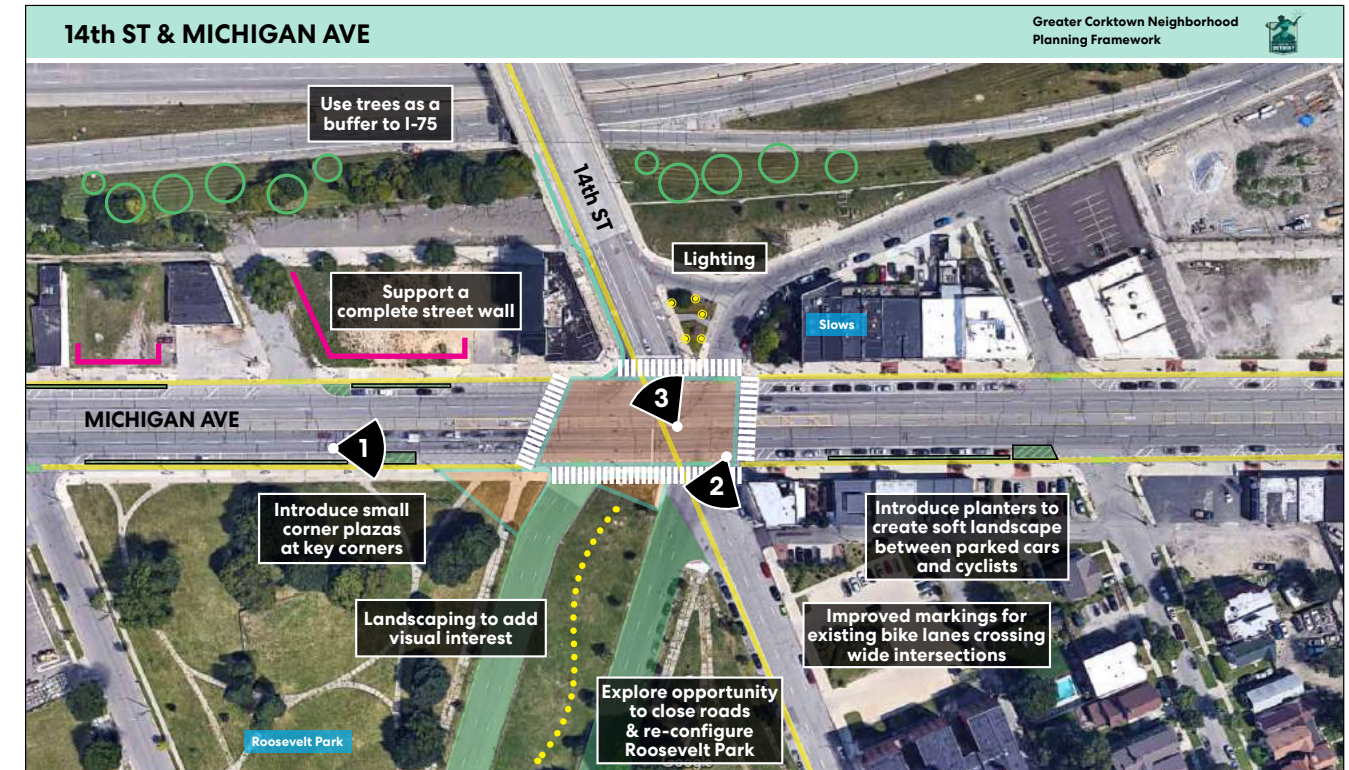 14th ST & MICHIGAN AVE
Greater Corktown Neighborhood
Planning Framework
DETROIT
Use trees as a
buffer to I-75
14th ST
Lighting
Support a
complete street wall
Slows
MICHIGAN AVE
3
1
2
Introduce small
corner plazas
at key corners
Introduce planters to
create soft landscape
between parked cars
and cyclists
Landscaping to add
visual interest
Improved markings for
existing bike lanes crossing
wide intersections
Explore opportunity
to close roads
& re-configure
Roosevelt Park
Roosevelt Park
Google